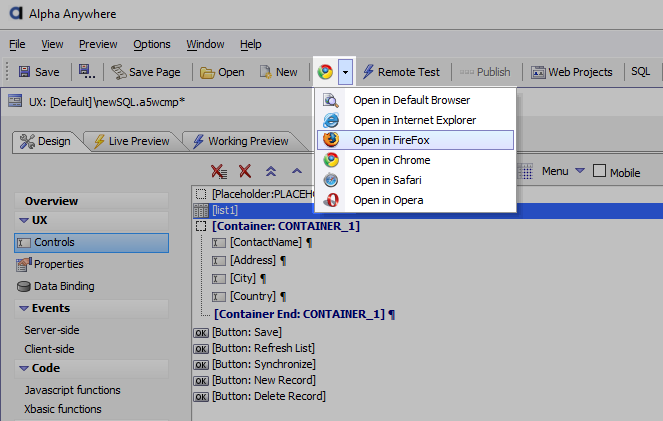 Alpha Anywhere
File View Preview Options Window Help
Save Save Page Open New Remote Test Publish Web Projects SQL
UX: [Default]\newSQL.a5wcmp*
Open in Default Browser
Open in Internet Explorer
Open in FireFox
Open in Chrome
Open in Safari
Open in Opera
Design Live Preview Working Preview
Menu Mobile
Overview
UX
Controls
Properties
Data Binding
Events
Server-side
Client-side
Code
Javascript functions
Xbasic functions
[Placeholder:PLACEHO
[list1]
[Container: CONTAINER_1]
[ContactName] ¶
[Address] ¶
[City] ¶
[Country] ¶
[Container End: CONTAINER_1] ¶
OK [Button: Save]
OK [Button: Refresh List]
OK [Button: Synchronize]
OK [Button: New Record]
OK [Button: Delete Record]